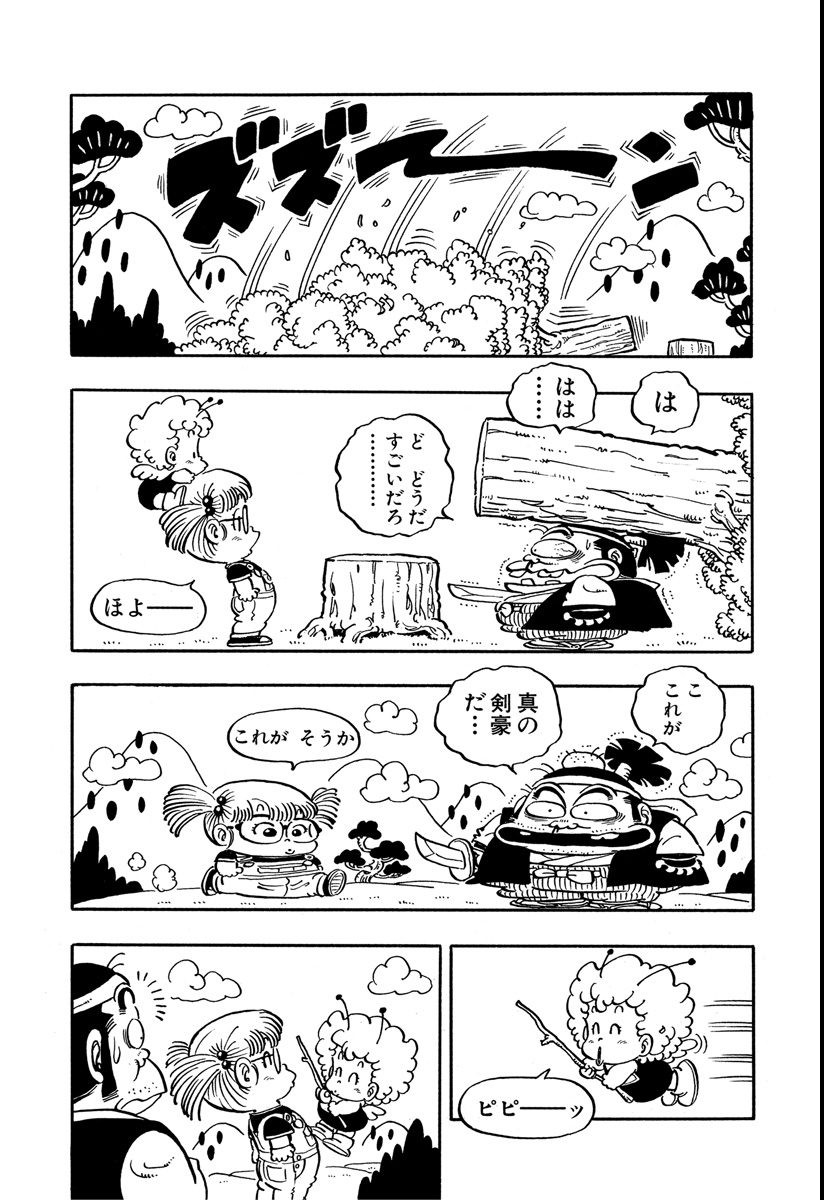 ズズーン
は
はは
………
ど どうだ
すごいだろ
…………
ほよ――
こ
これが
真の
剣豪
だ…
これが そうか
ピピ――ッ